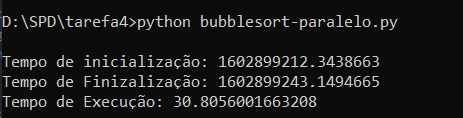 D:\SPD\tarefa4>python bubblesort-paralelo.py
Tempo de inicialização: 1602899212.3438663
Tempo de Finizalização: 1602899243.1494665
Tempo de Execução: 30.8056001663208